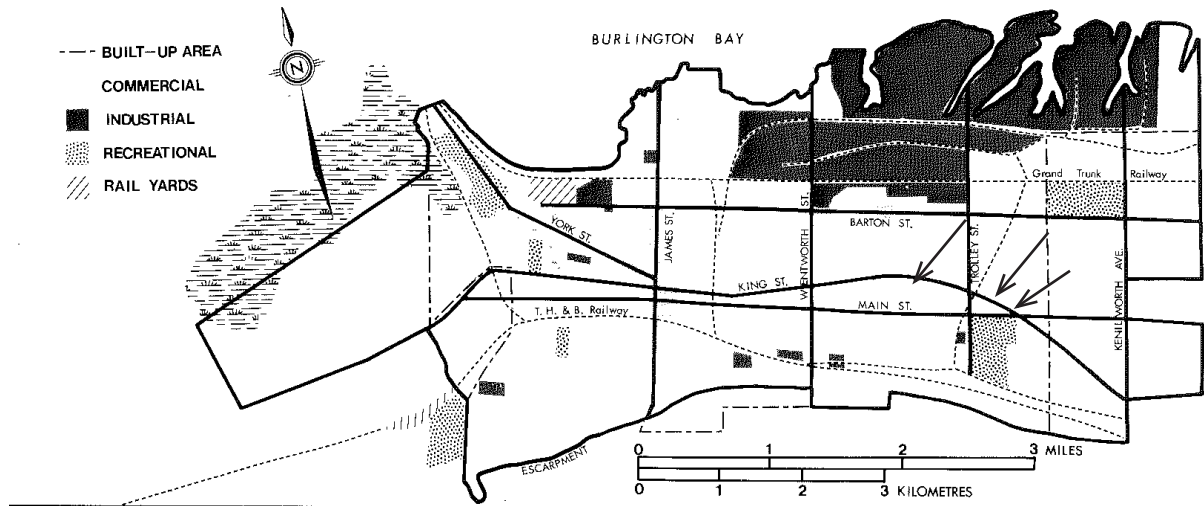 BURLINGTON BAY
N
BUILT-UP AREA
COMMERCIAL
INDUSTRIAL
RECREATIONAL
RAIL YARDS
Grand Trunk Railway
YORK ST.
JAMES ST.
WENTWORTH ST.
BARTON ST.
TROLLEY ST.
KENILWORTH AVE.
KING ST.
MAIN ST.
T. H. & B. Railway
ESCARPMENT
0 1 2 3 MILES
0 1 2 3 KILOMETRES